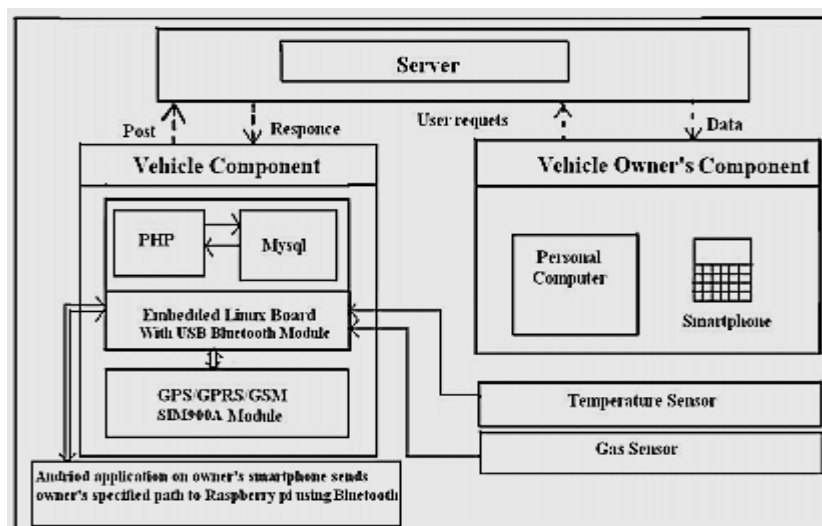 Server
Post
Responce
User requets
Data
Vehicle Component
Vehicle Owner's Component
PHP
Mysql
Personal
Computer
Smartphone
Embedded Linux Board
With USB Bluetooth Module
GPS/GPRS/GSM
SIM900A Module
Temperature Sensor
Gas Sensor
Andriod application on owner's smartphone sends
owner's specified path to Raspberry pi using Bluetooth